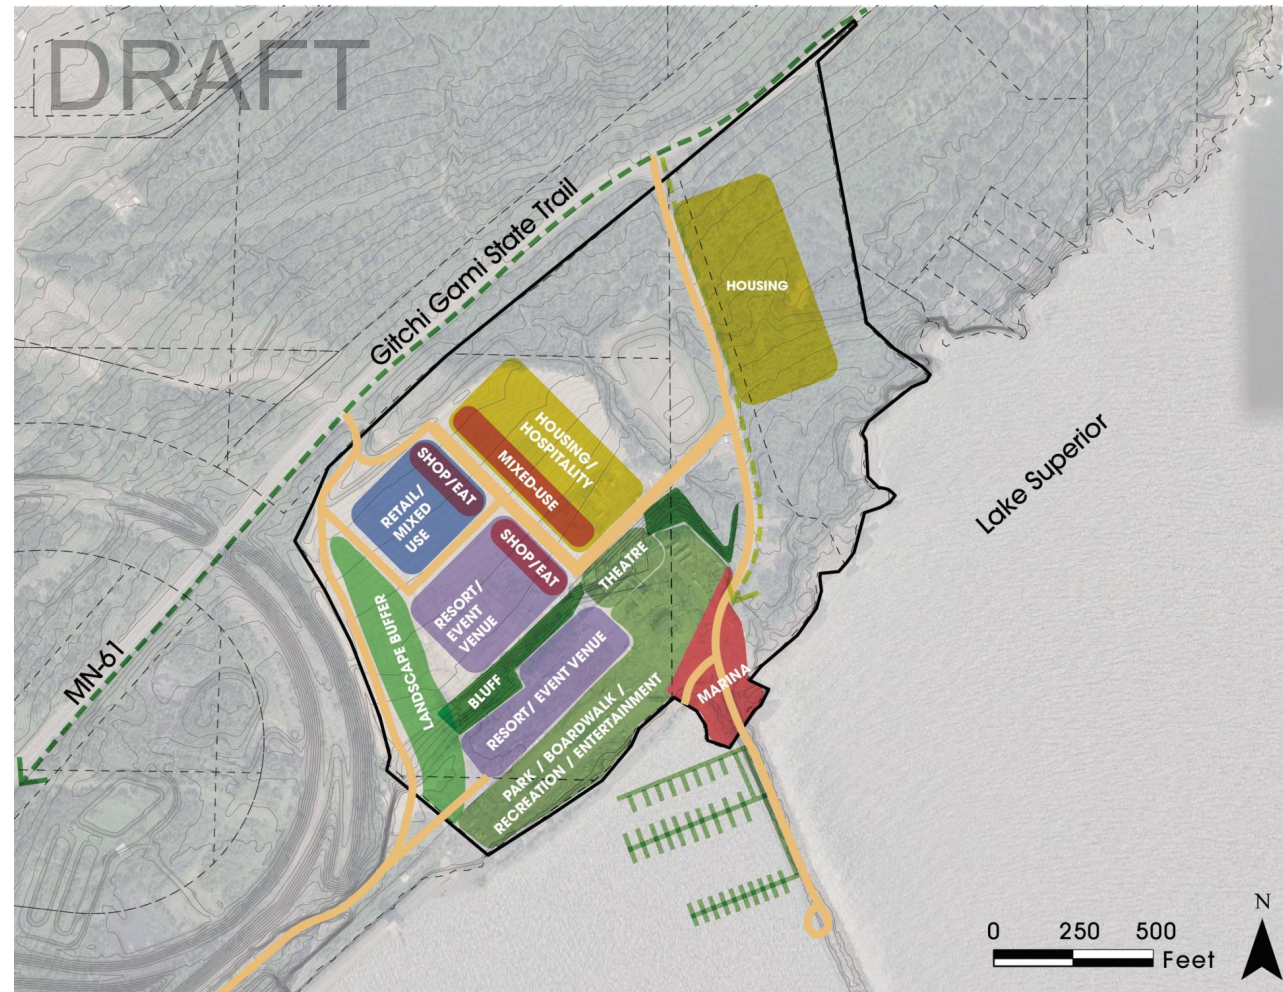 DRAFT
Gitchi Gami State Trail
HOUSING
HOUSING/
HOSPITALITY
MIXED-USE
SHOP/EAT
RETAIL/
MIXED
USE
SHOP/EAT
THEATRE
RESORT/
EVENT
VENUE
LANDSCAPE BUFFER
BLUFF
RESORT/ EVENT VENUE
MARINA
PARK / BOARDWALK /
RECREATION / ENTERTAINMENT
MN-61
Lake Superior
0 250 500
Feet
N